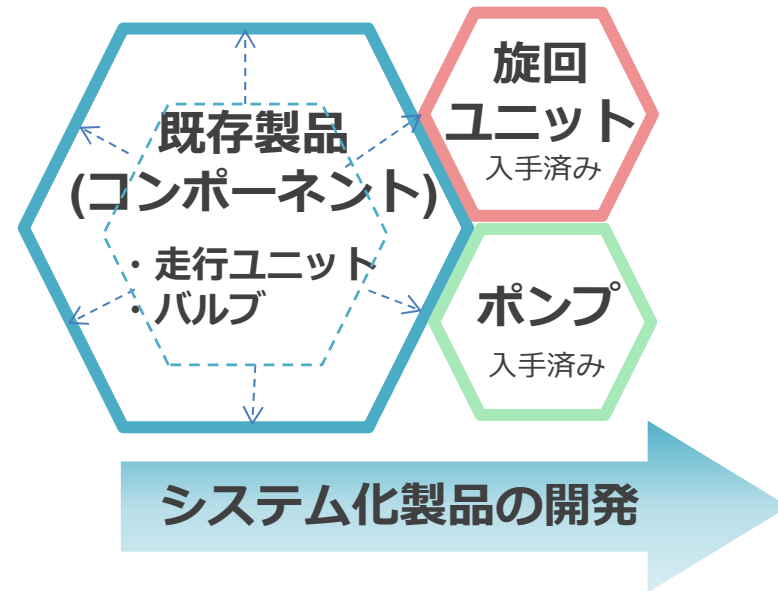 既存製品
(コンポーネント)
・走行ユニット
・バルブ
旋回
ユニット
入手済み
ポンプ
入手済み
システム化製品の開発